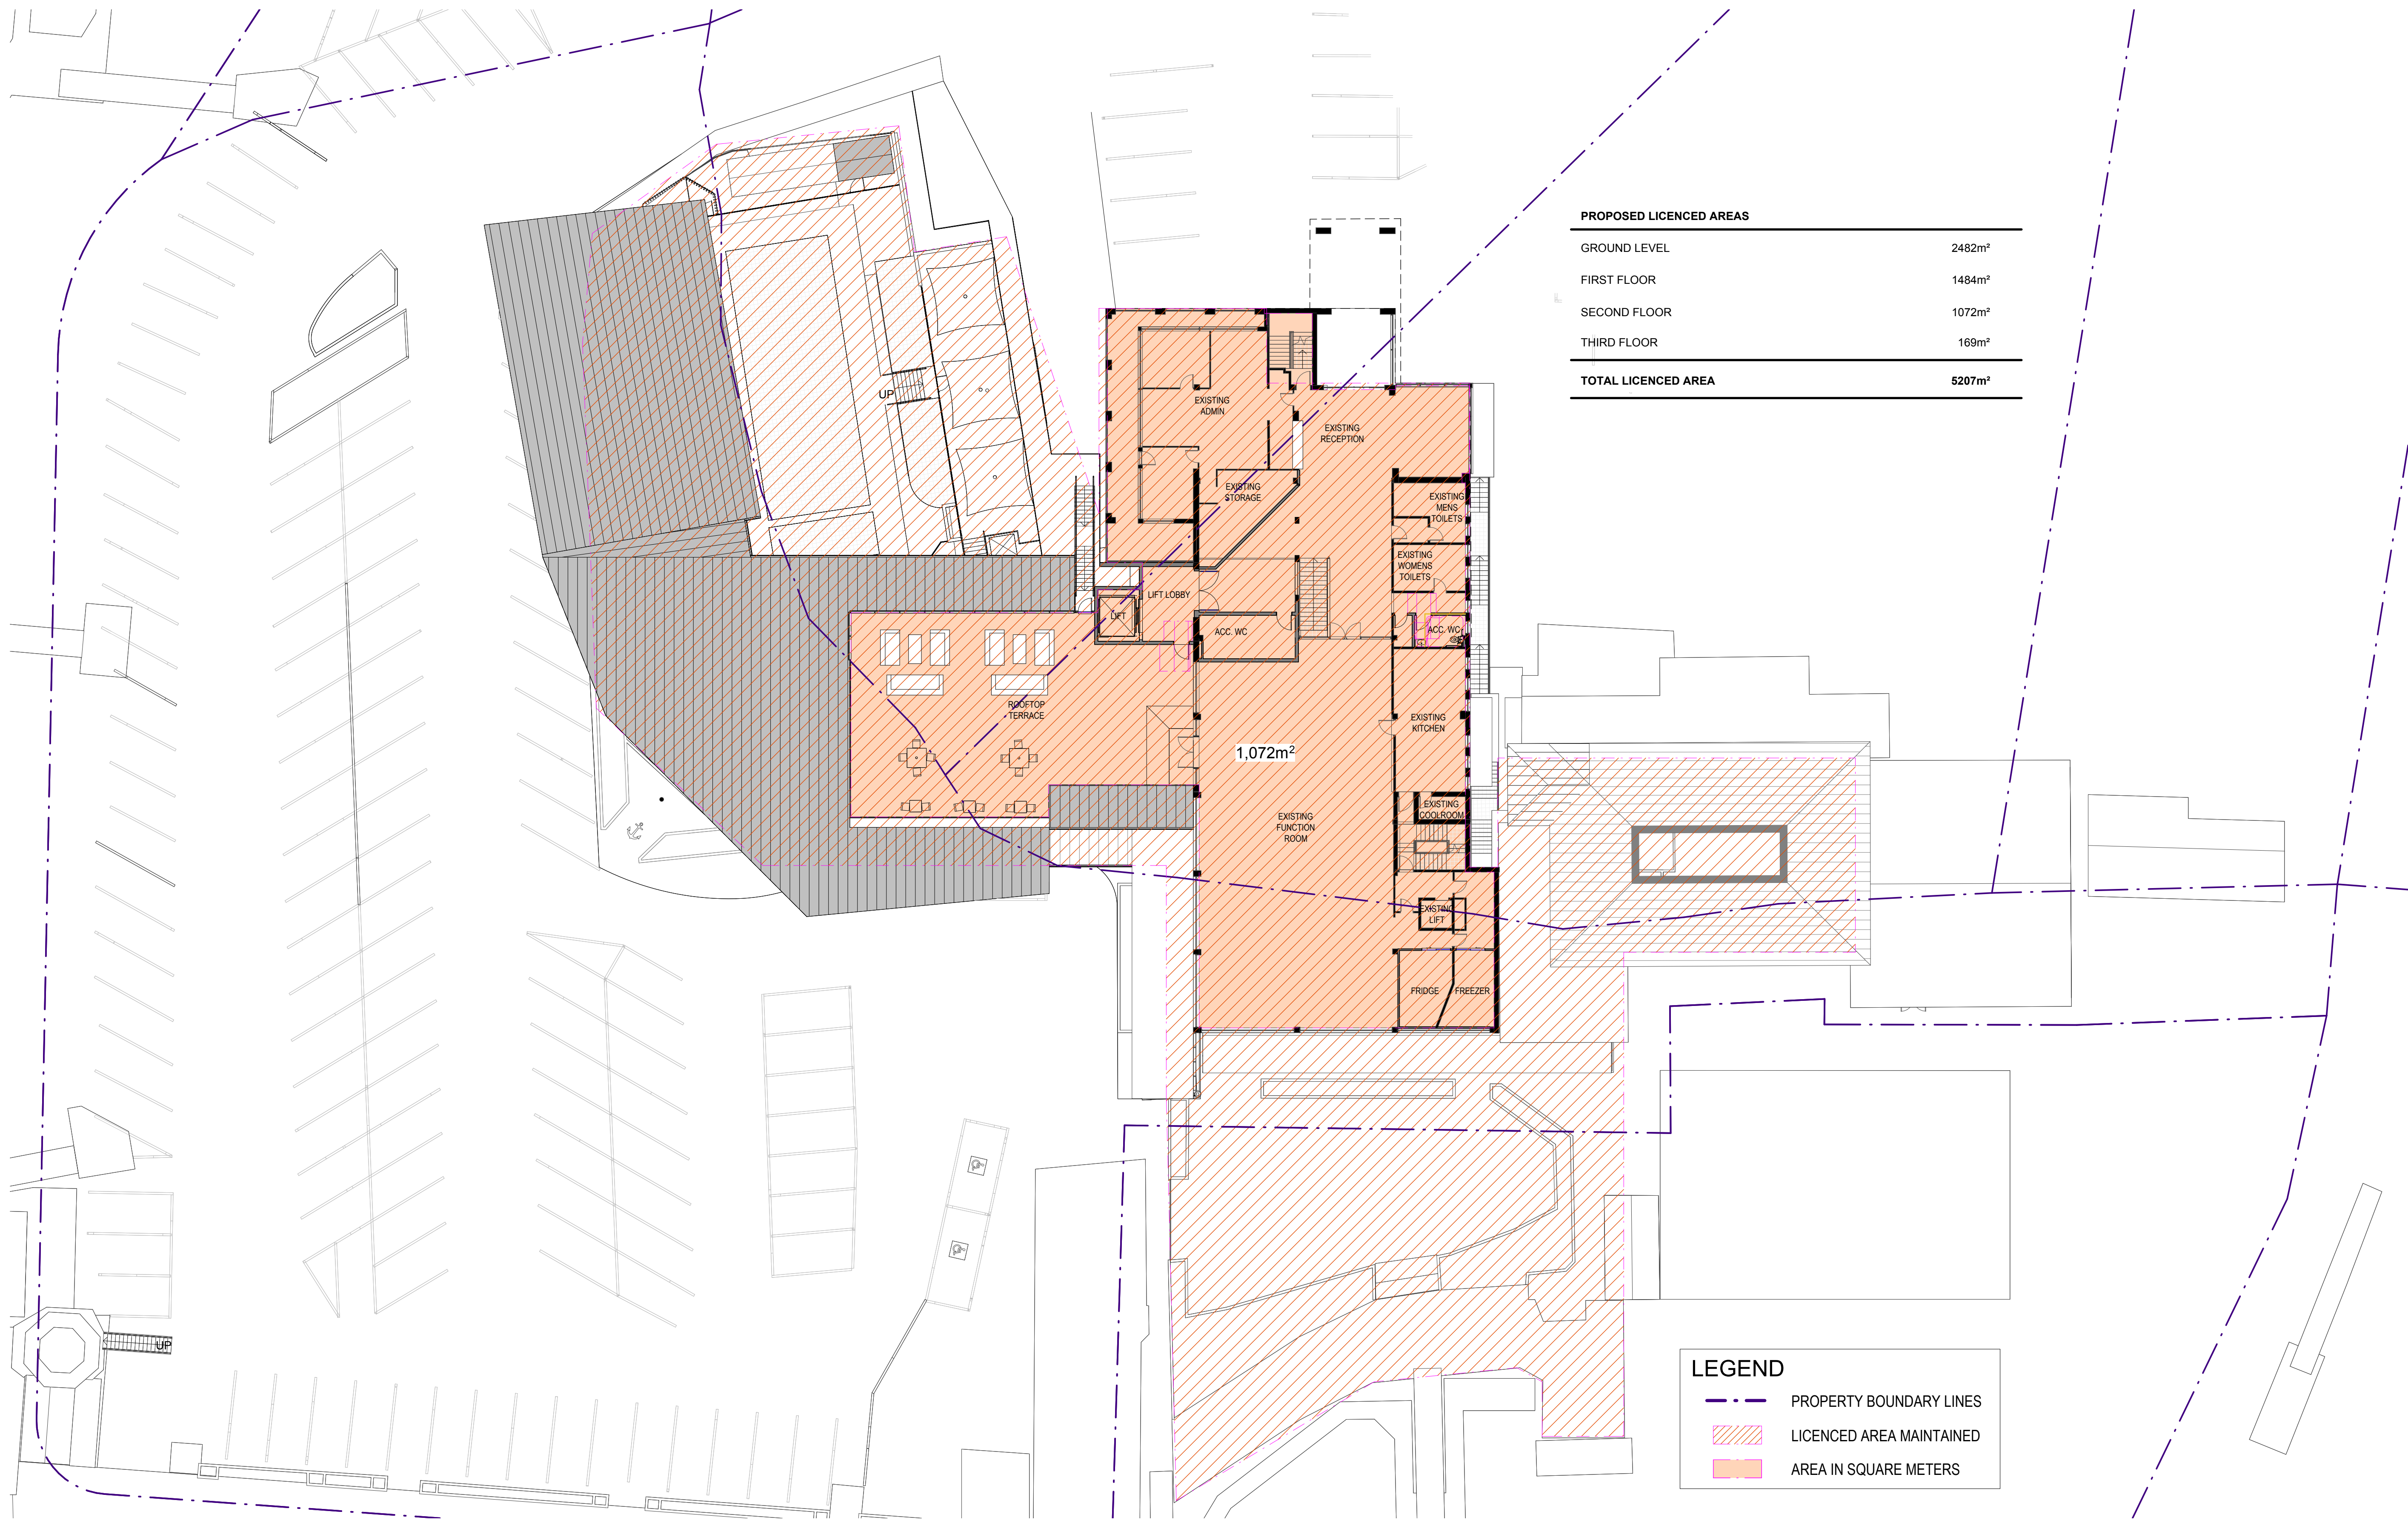 PROPOSED LICENCED AREAS
GROUND LEVEL 2482m²
FIRST FLOOR 1484m²
SECOND FLOOR 1072m²
THIRD FLOOR 169m²
TOTAL LICENCED AREA 5207m²
UP
EXISTING
ADMIN
EXISTING
RECEPTION
EXISTING
STORAGE
EXISTING
MENS
TOILETS
EXISTING
WOMENS
TOILETS
LIFT LOBBY
LIFT
ACC. WC
ACC. WC
ROOFTOP
TERRACE
EXISTING
KITCHEN
1,072m²
EXISTING
COOLROOM
EXISTING
FUNCTION
ROOM
EXISTING
LIFT
FRIDGE
FREEZER
UP
LEGEND
PROPERTY BOUNDARY LINES
LICENCED AREA MAINTAINED
AREA IN SQUARE METERS